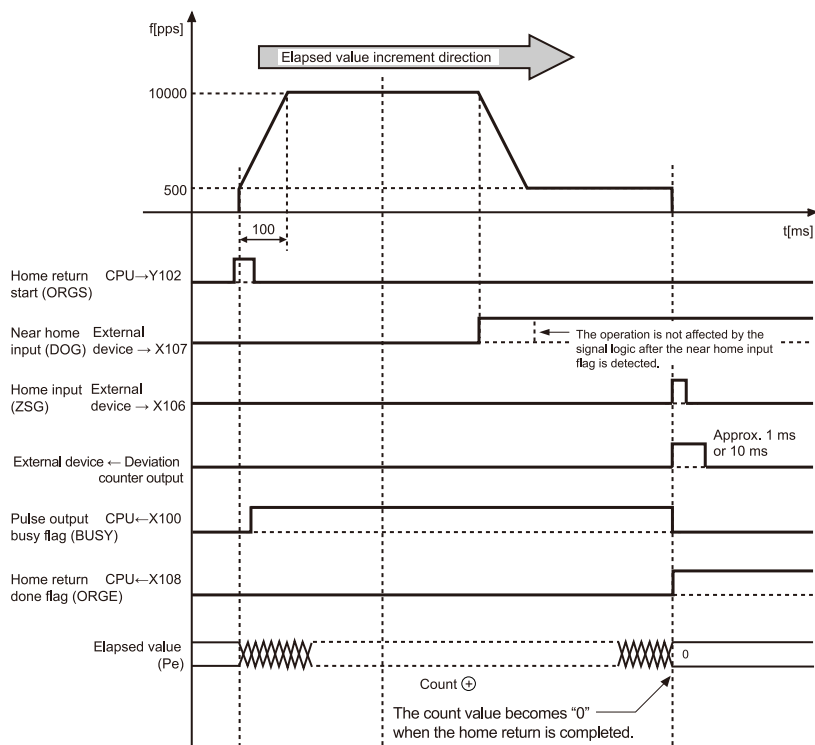 f[pps]
Elapsed value increment direction
10000
500
t[ms]
100
Home return CPU→Y102
start (ORGS)
Near home External
input (DOG) device → X107
The operation is not affected by the
signal logic after the near home input
flag is detected.
Home input External
(ZSG) device → X106
Approx. 1 ms
or 10 ms
External device ← Deviation
counter output
Pulse output CPU←X100
busy flag (BUSY)
Home return CPU←X108
done flag (ORGE)
Elapsed value
(Pe)
0
Count ⊕
The count value becomes “0”
when the home return is completed.